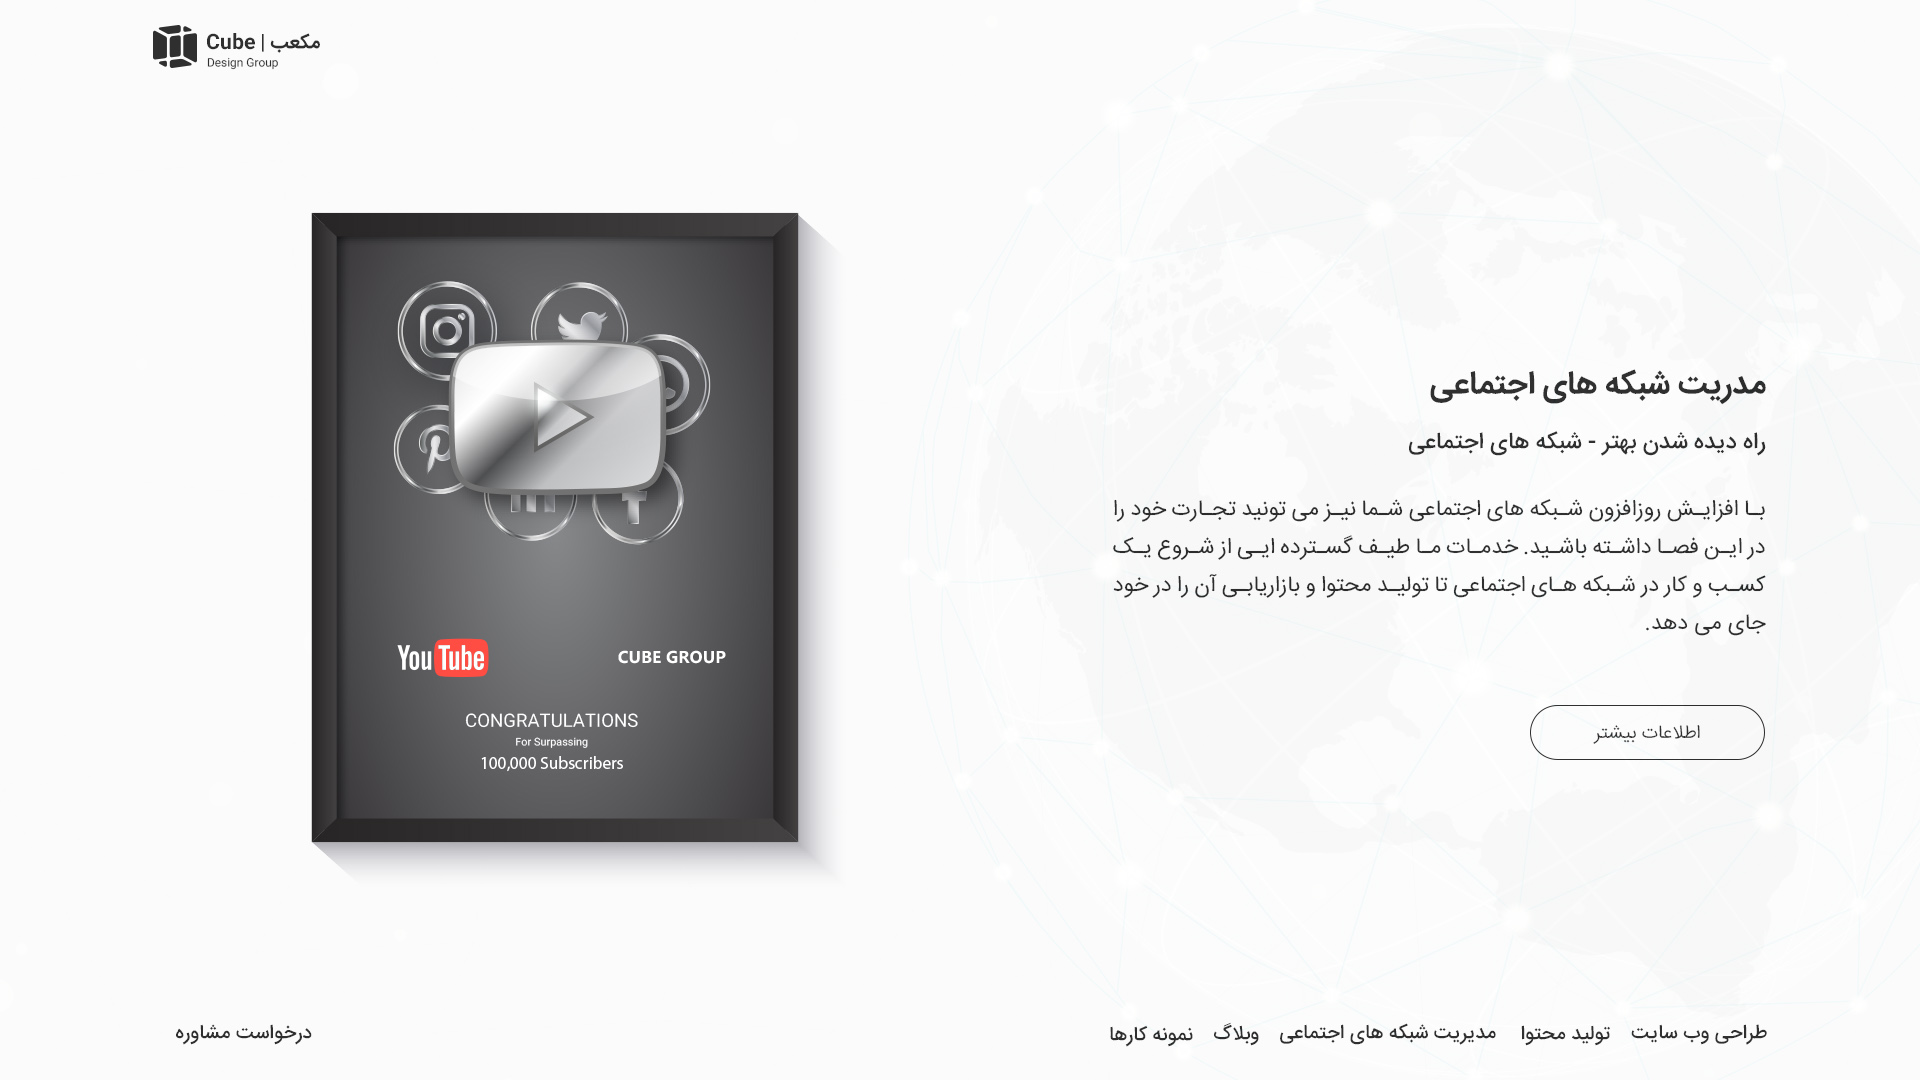 Cube | مکعب
Design Group
مدریت شبکه های اجتماعی
راه دیده شدن بهتر - شبکه های اجتماعی
بـا افزایـش روزافزون شـبکه های اجتماعی شـما نیـز می تونید تجـارت خود را
در ایـن فصـا داشـته باشـید. خدمـات مـا طیـف گسـترده ایـی از شـروع یـک
کسـب و کار در شـبکه هـای اجتماعی تا تولیـد محتوا و بازاریابـی آن را در خود
جای می دهد.
اطلاعات بیشتر
YouTube
CUBE GROUP
CONGRATULATIONS
For Surpassing
100,000 Subscribers
طراحی وب سایت تولید محتوا مدیریت شبکه های اجتماعی وبلاگ نمونه کارها
درخواست مشاوره